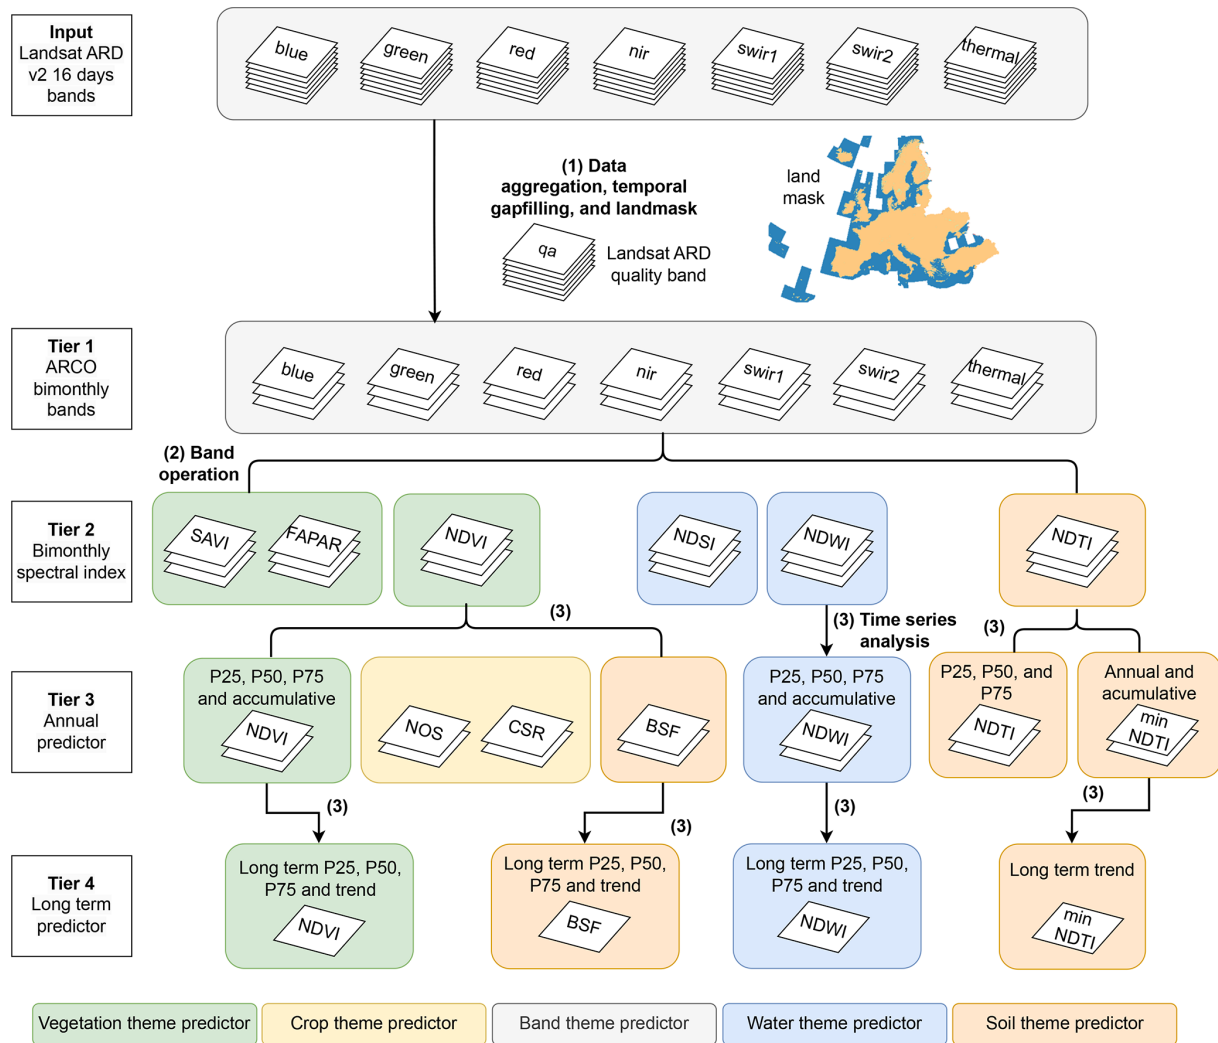 Input
Landsat ARD
v2 16 days
bands
blue
green
red
nir
swir1
swir2
thermal
(1) Data
aggregation, temporal
gapfilling, and landmask
qa
Landsat ARD
quality band
land
mask
Tier 1
ARCO
bimonthly
bands
blue
green
red
nir
swir1
swir2
thermal
(2) Band
operation
Tier 2
Bimonthly
spectral index
SAVI
FAPAR
NDVI
NDSI
NDWI
NDTI
(3)
(3) Time series
analysis
(3)
Tier 3
Annual
predictor
P25, P50, P75
and accumulative
NDVI
NOS
CSR
BSF
P25, P50, P75
and accumulative
NDWI
P25, P50, and
P75
NDTI
Annual and
acumulative
min
NDTI
(3)
(3)
(3)
(3)
Tier 4
Long term
predictor
Long term P25, P50,
P75 and trend
NDVI
Long term P25, P50,
P75 and trend
BSF
Long term P25, P50,
P75 and trend
NDWI
Long term trend
min
NDTI
Vegetation theme predictor
Crop theme predictor
Band theme predictor
Water theme predictor
Soil theme predictor